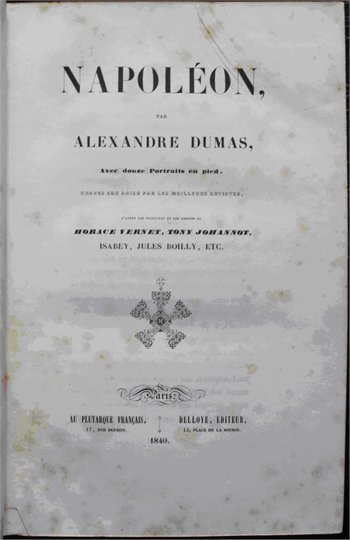 NAPOLÉON,
PAR
ALEXANDRE DUMAS,
Avec douze Portraits en pied,
GRAVÉS SUR ACIER PAR LES MEILLEURS ARTISTES,
D'APRÈS LES PEINTURES ET LES DESSINS DE
HORACE VERNET, TONY JOHANNOT,
ISABEY, JULES BOILLY, ETC.
Paris.
AU PLUTARQUE FRANÇAIS,
17, RUE
DELLOYE, ÉDITEUR,
13, PLACE DE LA BOURSE.
1840.